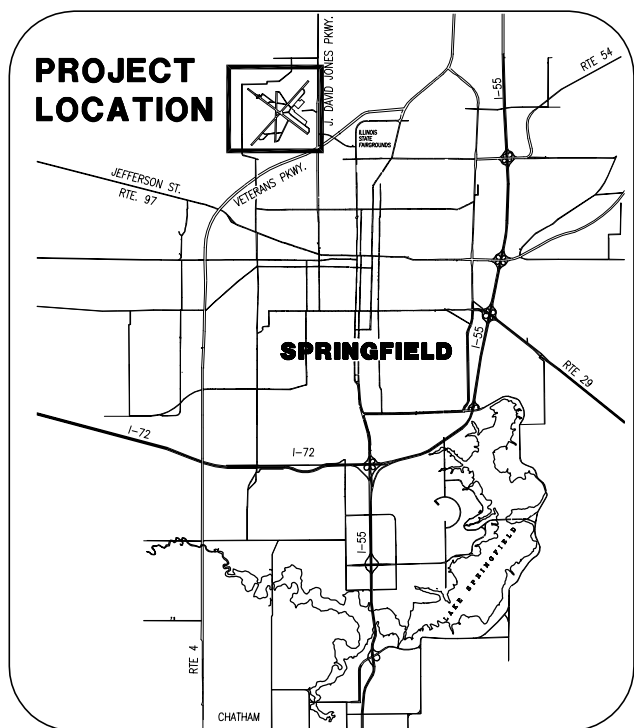 PROJECT
LOCATION
J. DAVID JONES PKWY.
I-55
RTE 54
ILLINOIS
STATE
FAIRGROUNDS
JEFFERSON ST.
RTE. 97
VETERANS PKWY.
SPRINGFIELD
I-55
RTE 29
I-72
I-72
I-55
LAKE SPRINGFIELD
RTE 4
CHATHAM